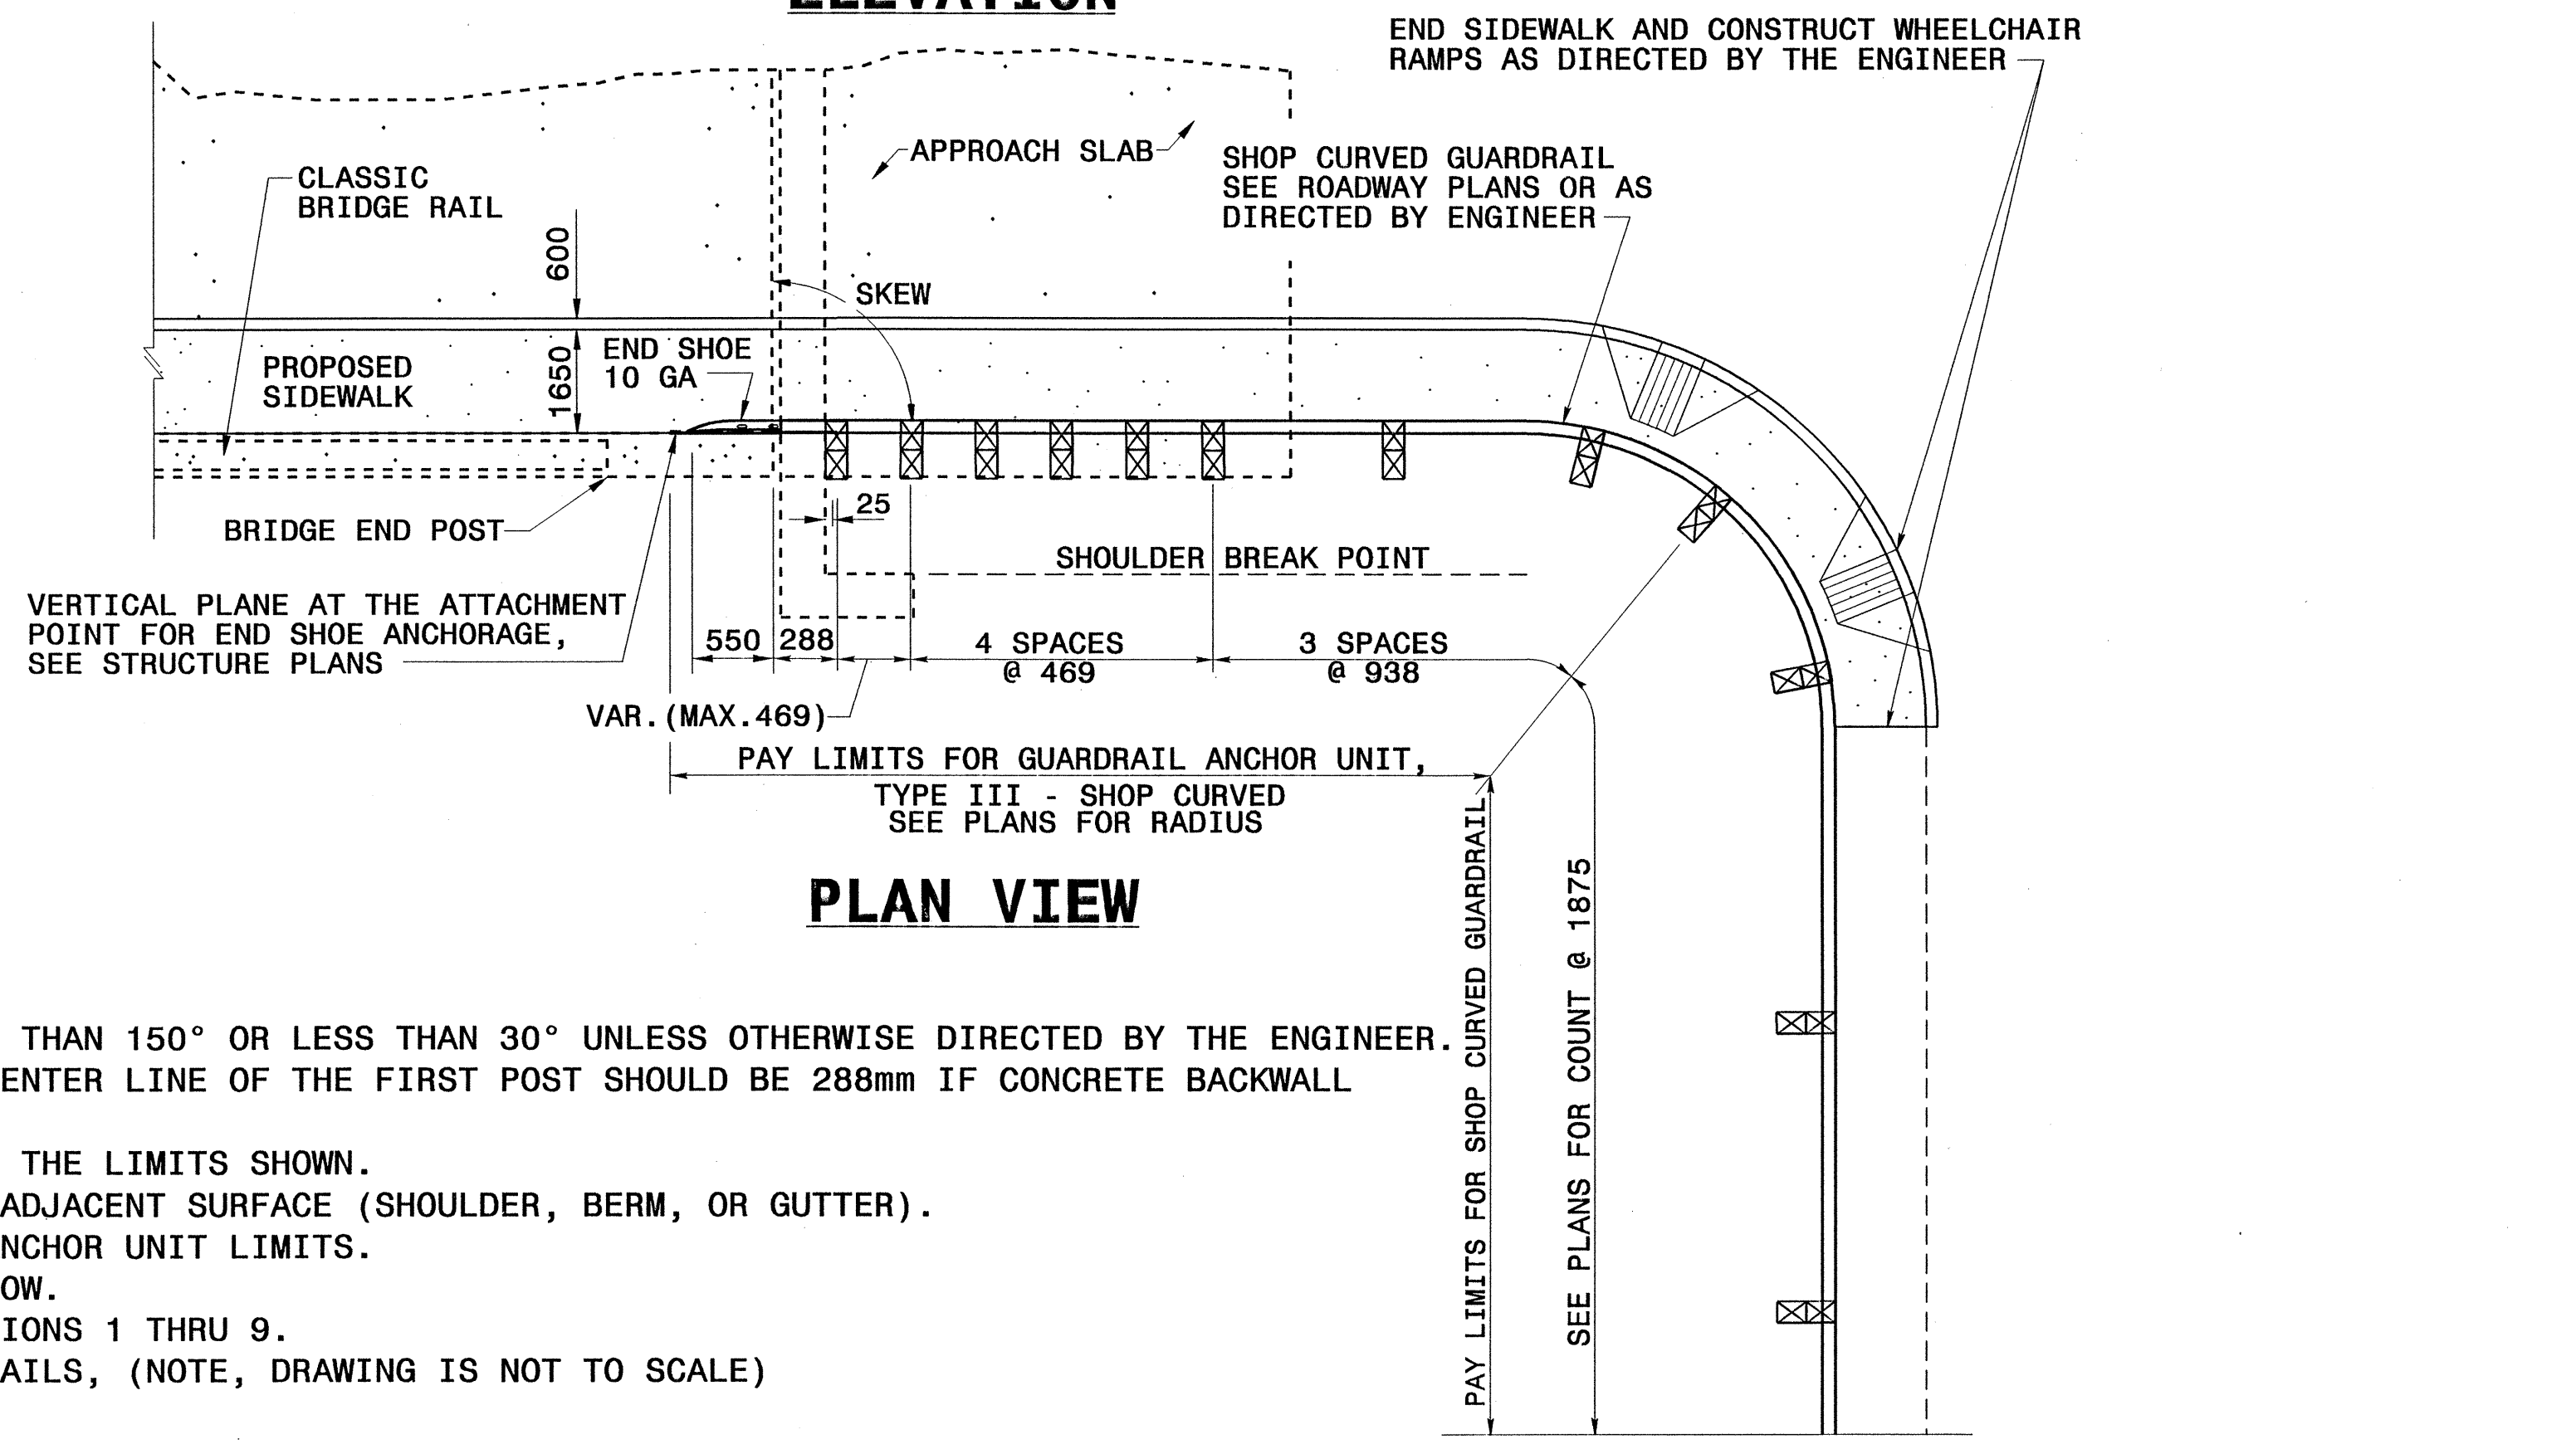 ELEVATION
END SIDEWALK AND CONSTRUCT WHEELCHAIR
RAMPS AS DIRECTED BY THE ENGINEER
APPROACH SLAB
SHOP CURVED GUARDRAIL
SEE ROADWAY PLANS OR AS
DIRECTED BY ENGINEER
CLASSIC
BRIDGE RAIL
600
SKEW
PROPOSED
SIDEWALK
1650
END SHOE
10 GA
25
BRIDGE END POST
SHOULDER BREAK POINT
VERTICAL PLANE AT THE ATTACHMENT
POINT FOR END SHOE ANCHORAGE,
SEE STRUCTURE PLANS
550
288
4 SPACES
@ 469
3 SPACES
@ 938
VAR.(MAX.469)
PAY LIMITS FOR GUARDRAIL ANCHOR UNIT,
TYPE III - SHOP CURVED
SEE PLANS FOR RADIUS
PAY LIMITS FOR SHOP CURVED GUARDRAIL
SEE PLANS FOR COUNT @ 1875
PLAN VIEW
THAN 150° OR LESS THAN 30° UNLESS OTHERWISE DIRECTED BY THE ENGINEER.
ENTER LINE OF THE FIRST POST SHOULD BE 288mm IF CONCRETE BACKWALL
THE LIMITS SHOWN.
ADJACENT SURFACE (SHOULDER, BERM, OR GUTTER).
NCHOR UNIT LIMITS.
OW.
IONS 1 THRU 9.
AILS, (NOTE, DRAWING IS NOT TO SCALE)